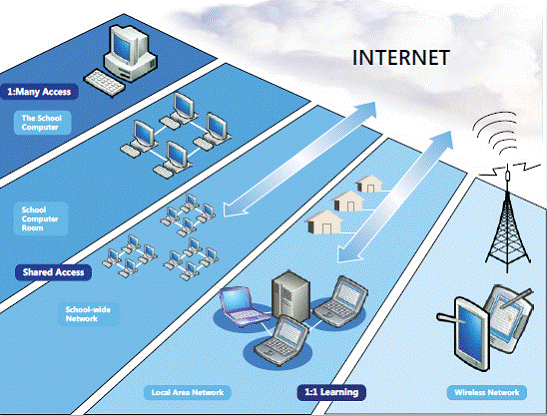 INTERNET
1:Many Access
The School
Computer
School
Computer
Room
Shared Access
School-wide
Network
Local Area Network
1:1 Learning
Wireless Network